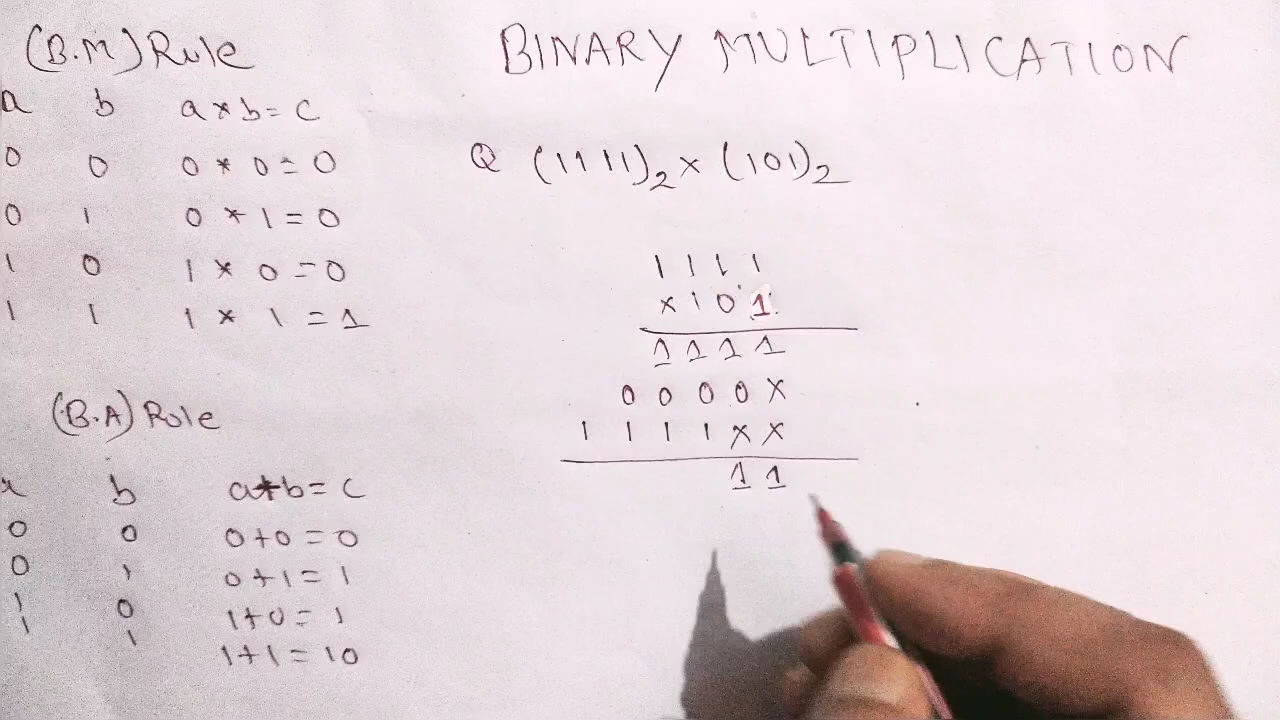 (B.M) Rule
a b a * b = c
0 0 0 * 0 = 0
0 1 0 * 1 = 0
1 0 1 * 0 = 0
1 1 1 * 1 = 1
(B.A) Role
a b a + b = c
0 0 0 + 0 = 0
0 1 0 + 1 = 1
1 0 1 + 0 = 1
1 1 1 + 1 = 10
BINARY MULTIPLICATION
Q (1111)₂ × (101)₂
1 1 1 1
× 1 0 1
1 1 1 1
0 0 0 0 ×
1 1 1 1 × ×
1 1